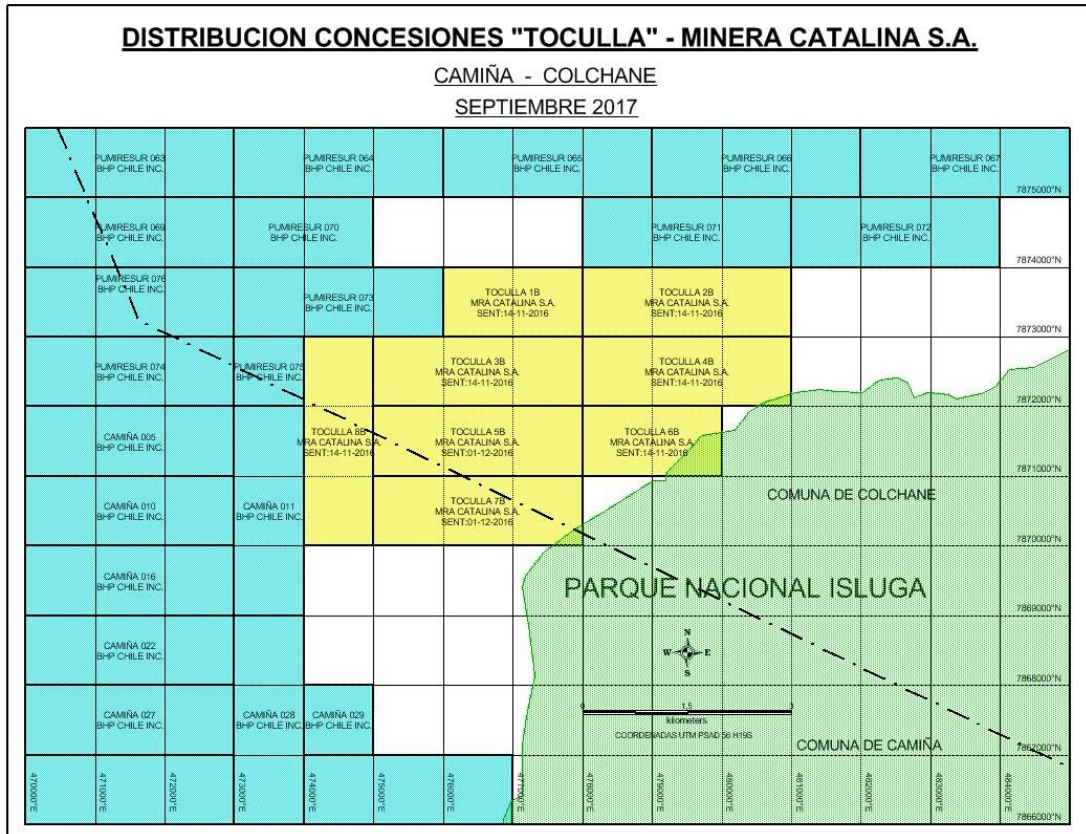 DISTRIBUCION CONCESIONES "TOCULLA" - MINERA CATALINA S.A.
CAMIÑA - COLCHANE
SEPTIEMBRE 2017
PUMIRESUR 063
BHP CHILE INC.
PUMIRESUR 064
BHP CHILE INC.
PUMIRESUR 065
BHP CHILE INC.
PUMIRESUR 066
BHP CHILE INC.
PUMIRESUR 067
BHP CHILE INC.
7875000°N
PUMIRESUR 069
BHP CHILE INC.
PUMIRESUR 070
BHP CHILE INC.
PUMIRESUR 071
BHP CHILE INC.
PUMIRESUR 072
BHP CHILE INC.
7874000°N
PUMIRESUR 076
BHP CHILE INC.
PUMIRESUR 073
BHP CHILE INC.
TOCULLA 1B
MRA CATALINA S.A.
SENT:14-11-2016
TOCULLA 2B
MRA CATALINA S.A.
SENT:14-11-2016
7873000°N
PUMIRESUR 074
BHP CHILE INC.
PUMIRESUR 075
BHP CHILE INC.
TOCULLA 3B
MRA CATALINA S.A.
SENT:14-11-2016
TOCULLA 4B
MRA CATALINA S.A.
SENT:14-11-2016
7872000°N
CAMIÑA 005
BHP CHILE INC.
TOCULLA 8B
MRA CATALINA S.A.
SENT:14-11-2016
TOCULLA 5B
MRA CATALINA S.A.
SENT:01-12-2016
TOCULLA 6B
MRA CATALINA S.A.
SENT:14-11-2016
7871000°N
CAMIÑA 010
BHP CHILE INC.
CAMIÑA 011
BHP CHILE INC.
TOCULLA 7B
MRA CATALINA S.A.
SENT:01-12-2016
COMUNA DE COLCHANE
7870000°N
CAMIÑA 016
BHP CHILE INC.
PARQUE NACIONAL ISLUGA
7869000°N
CAMIÑA 022
BHP CHILE INC.
N
W E
S
7868000°N
CAMIÑA 027
BHP CHILE INC.
CAMIÑA 028
BHP CHILE INC.
CAMIÑA 029
BHP CHILE INC.
0 1,5 3
kilometers
COORDENADAS UTM PSAD 56 H19S
COMUNA DE CAMIÑA
7867000°N
470000°E
471000°E
472000°E
473000°E
474000°E
475000°E
476000°E
477000°E
478000°E
479000°E
480000°E
481000°E
482000°E
483000°E
484000°E
7866000°N